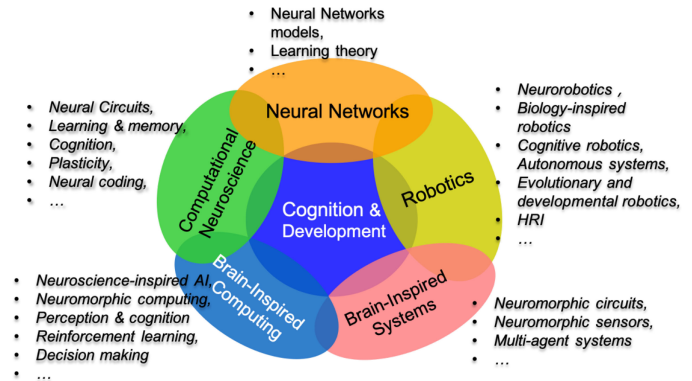 • Neural Networks
models,
• Learning theory
• …
Neural Networks
• Neural Circuits,
• Learning & memory,
• Cognition,
• Plasticity,
• Neural coding,
• …
Computational
Neuroscience
• Neurorobotics ,
• Biology-inspired
robotics
• Cognitive robotics,
Autonomous systems,
• Evolutionary and
developmental robotics,
• HRI
• …
Robotics
Cognition &
Development
• Neuroscience-inspired AI,
• Neuromorphic computing,
• Perception & cognition
• Reinforcement learning,
• Decision making
• …
Brain-Inspired
Computing
Brain-Inspired
Systems
• Neuromorphic circuits,
• Neuromorphic sensors,
• Multi-agent systems
• …